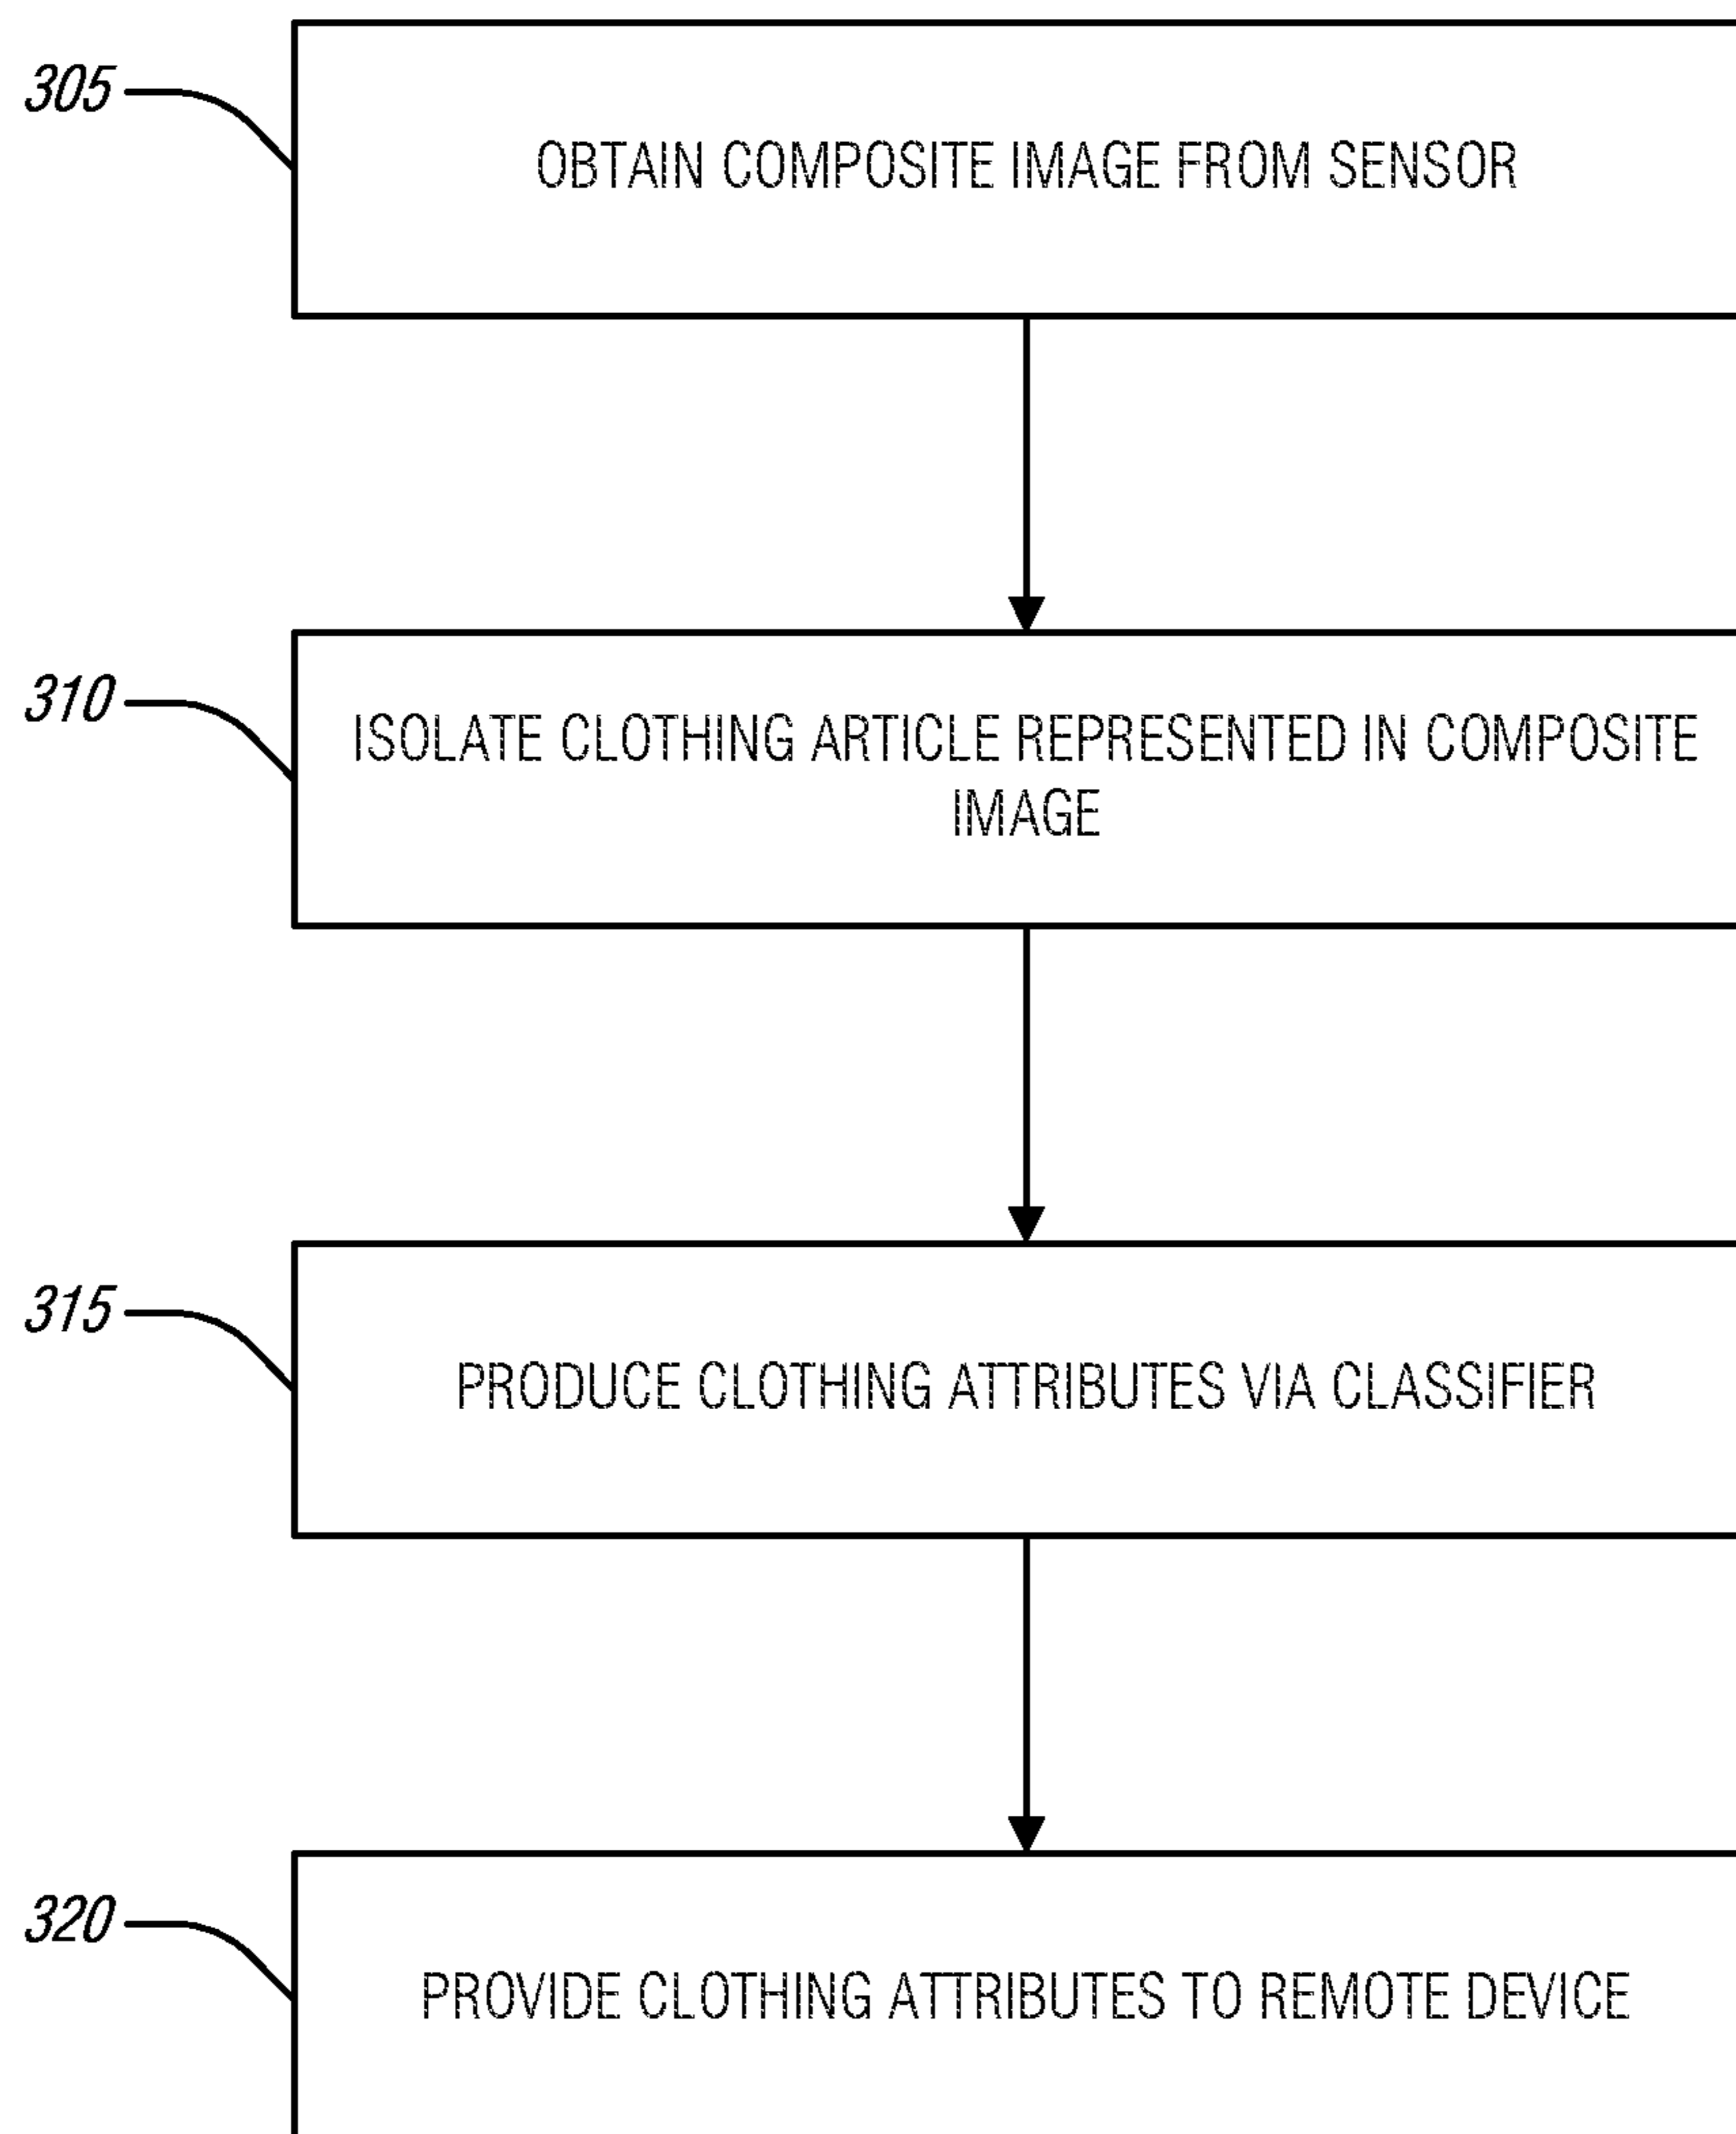 305
OBTAIN COMPOSITE IMAGE FROM SENSOR
310
ISOLATE CLOTHING ARTICLE REPRESENTED IN COMPOSITE
IMAGE
315
PRODUCE CLOTHING ATTRIBUTES VIA CLASSIFIER
320
PROVIDE CLOTHING ATTRIBUTES TO REMOTE DEVICE